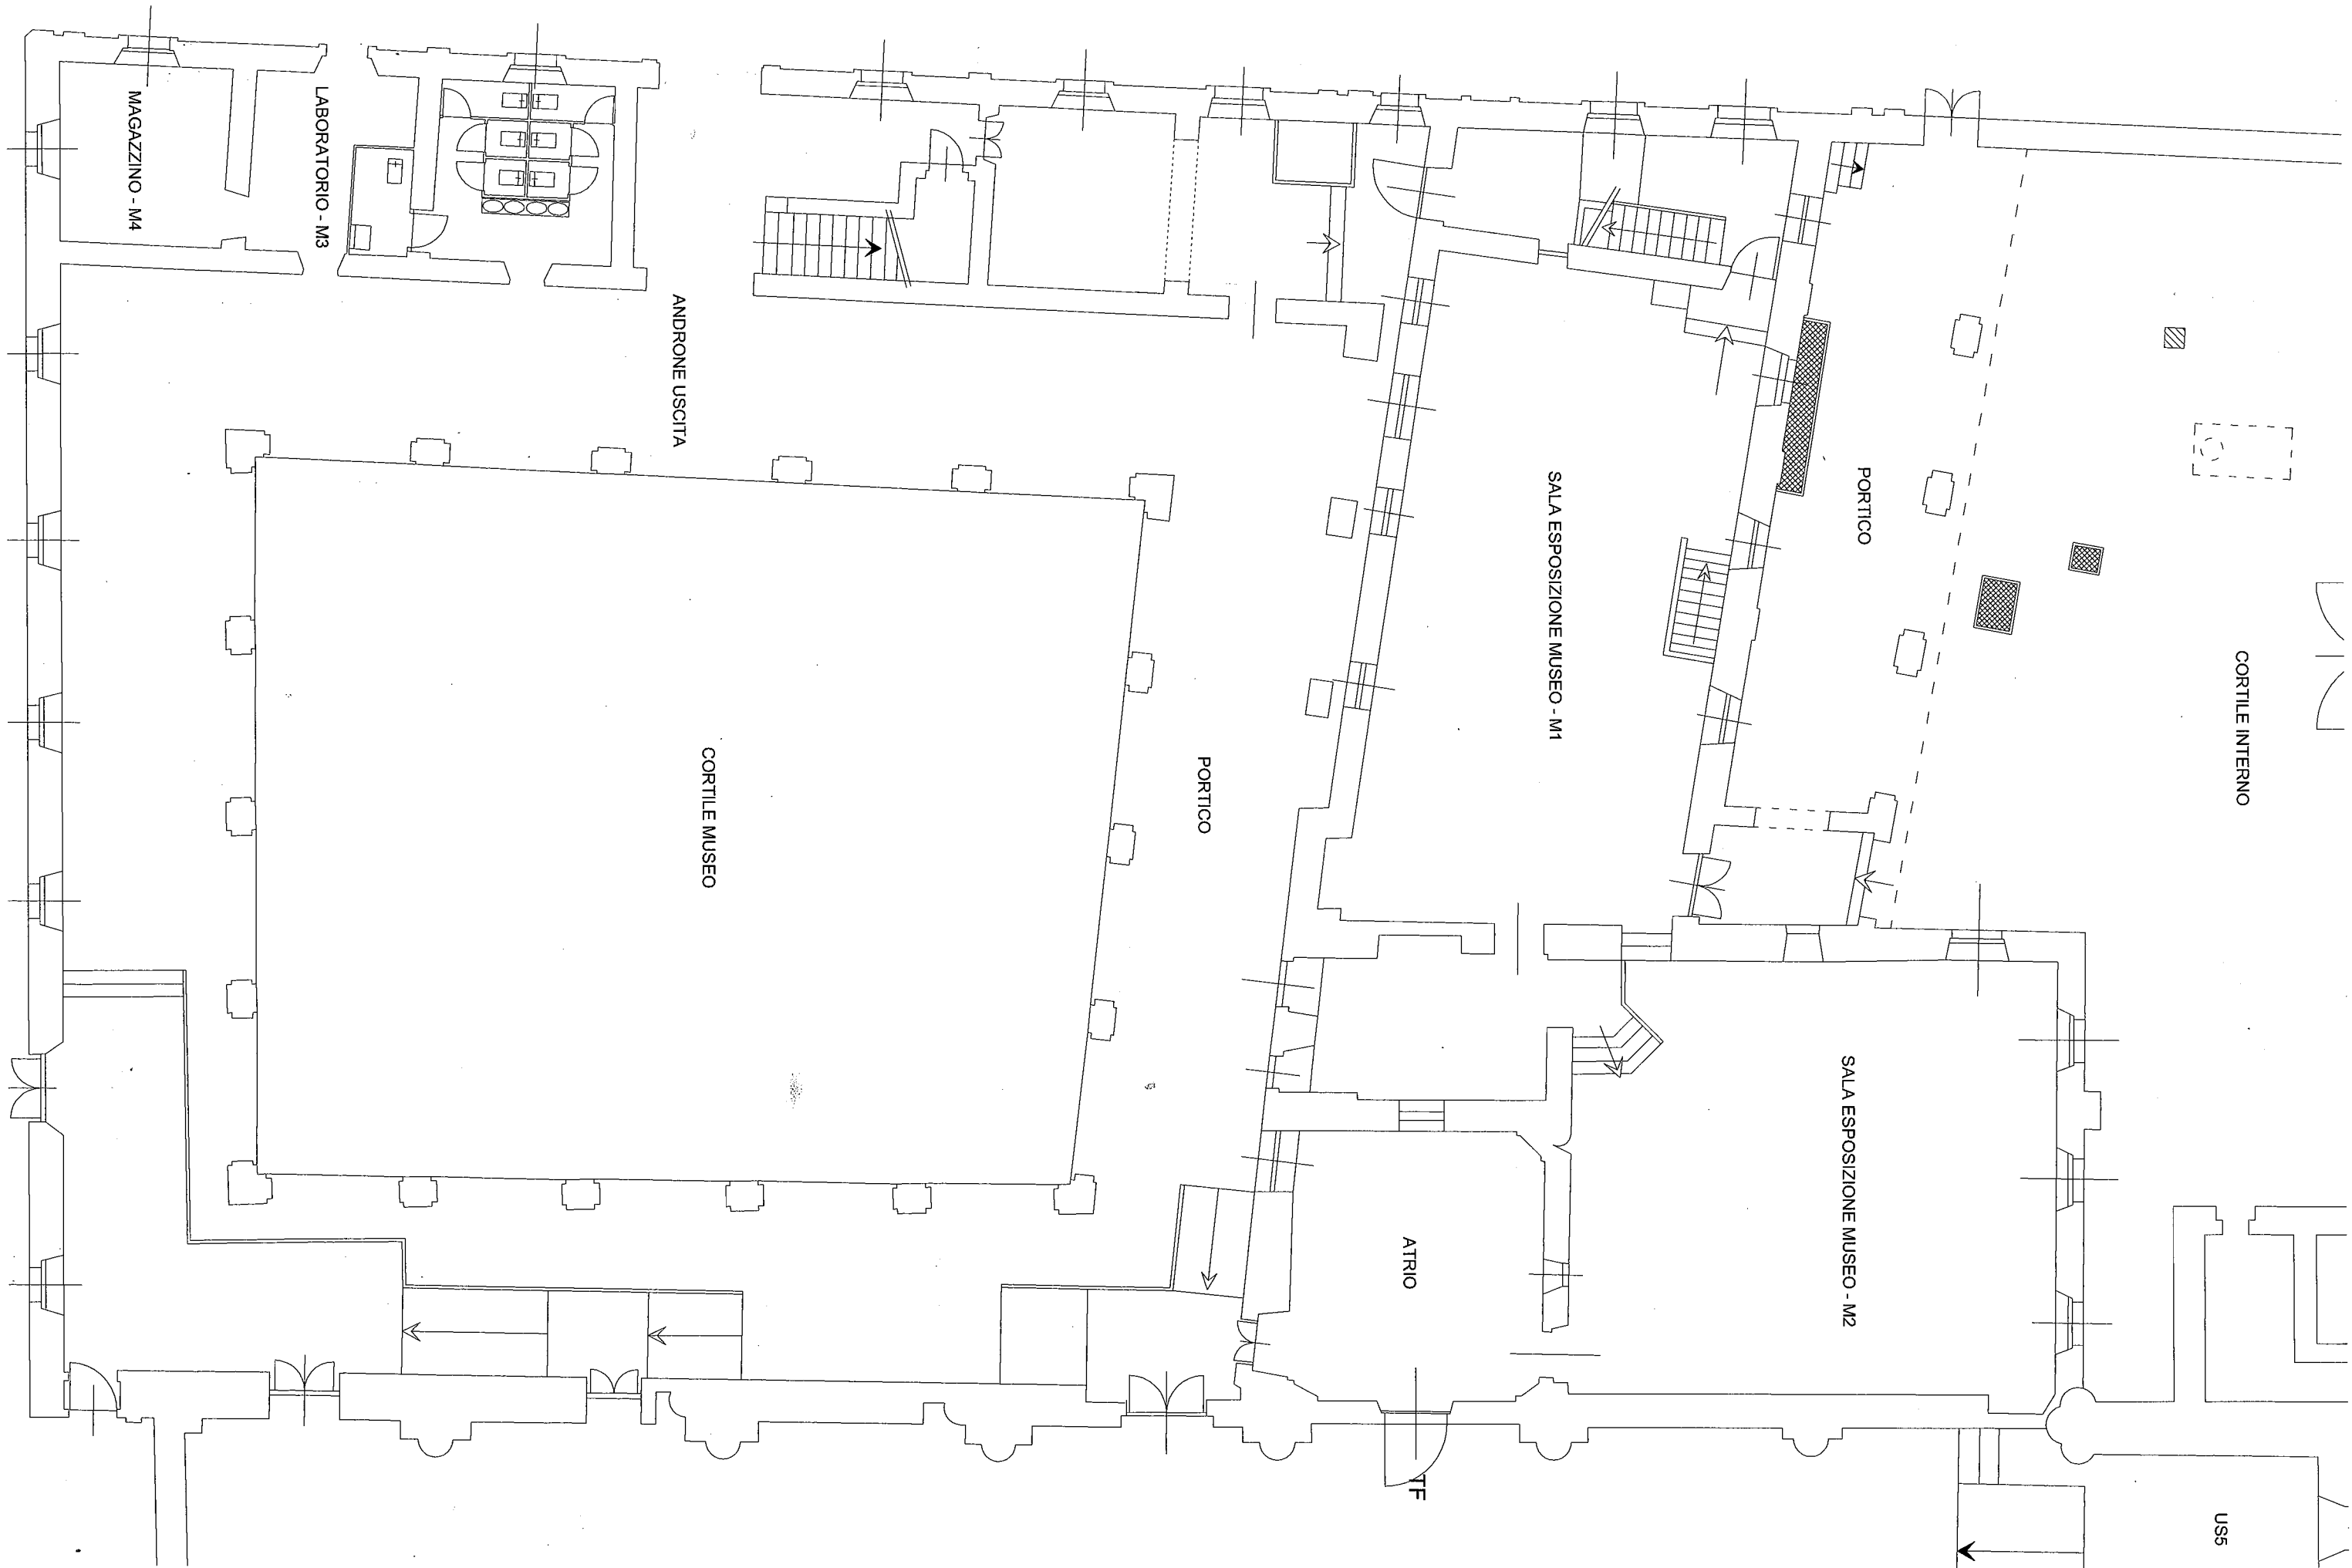 MAGAZZINO - M4
LABORATORIO - M3
ANDRONE USCITA
CORTILE MUSEO
PORTICO
SALA ESPOSIZIONE MUSEO - M1
PORTICO
CORTILE INTERNO
SALA ESPOSIZIONE MUSEO - M2
ATRIO
TF
US5